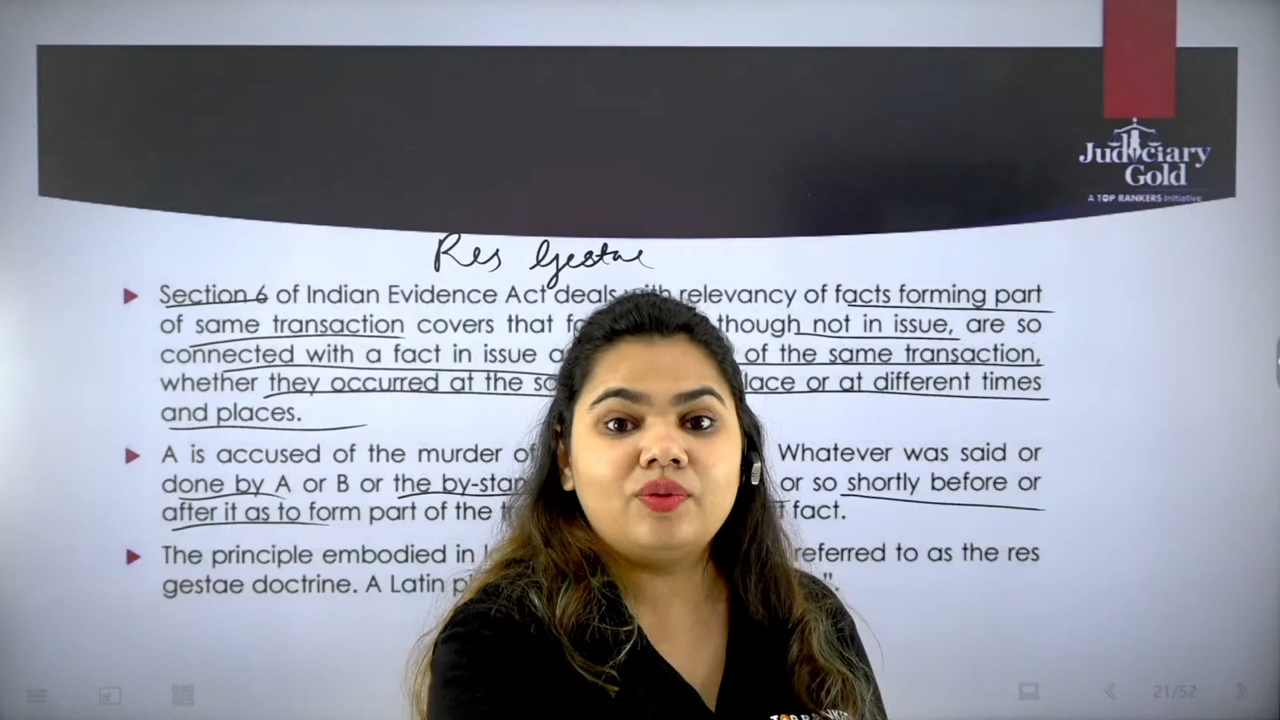 Judiciary
Gold
A TOP RANKERS Initiative
Res Gestae
Section 6 of Indian Evidence Act deals with relevancy of facts forming part
of same transaction covers that though not in issue, are so
connected with a fact in issue of the same transaction,
whether they occurred at the at different times
and places.
A is accused of the murder of Whatever was said or
done by A or B or the or so shortly before or
after it as to form part of the fact.
The principle embodied in referred to as the res
gestae doctrine. A Latin
21/52